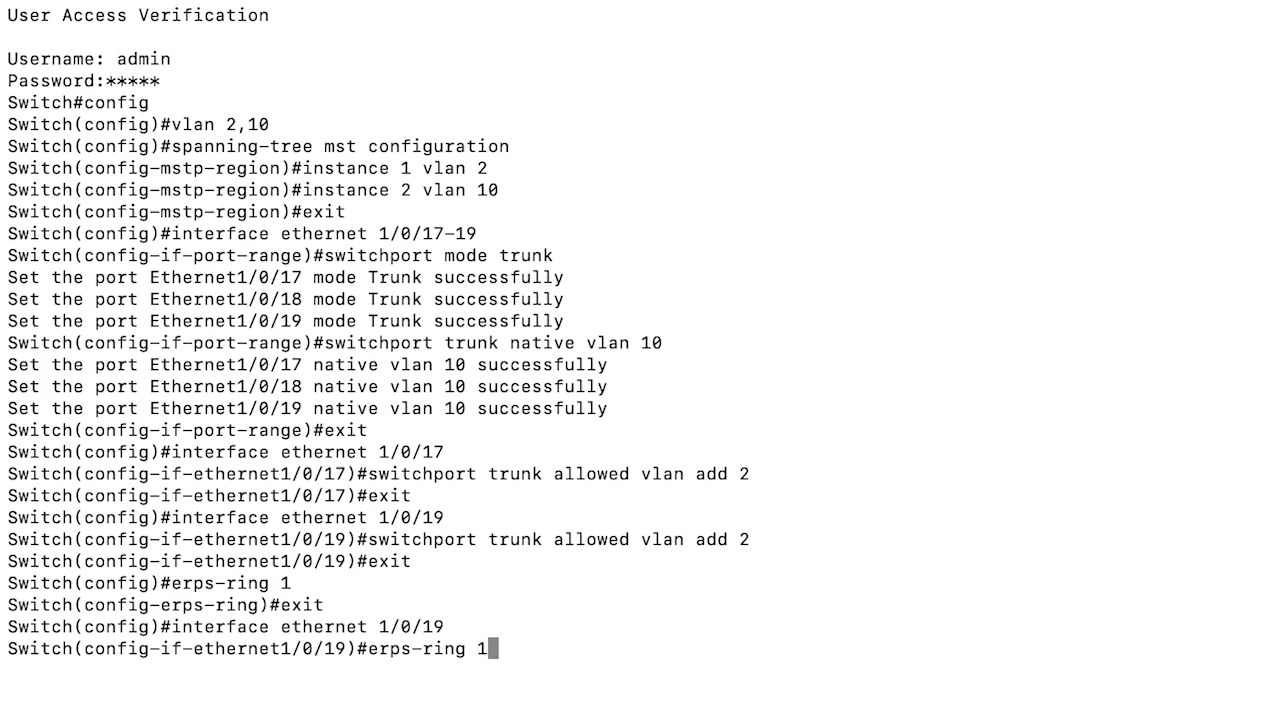 User Access Verification
Username: admin
Password:*****
Switch#config
Switch(config)#vlan 2,10
Switch(config)#spanning-tree mst configuration
Switch(config-mstp-region)#instance 1 vlan 2
Switch(config-mstp-region)#instance 2 vlan 10
Switch(config-mstp-region)#exit
Switch(config)#interface ethernet 1/0/17-19
Switch(config-if-port-range)#switchport mode trunk
Set the port Ethernet1/0/17 mode Trunk successfully
Set the port Ethernet1/0/18 mode Trunk successfully
Set the port Ethernet1/0/19 mode Trunk successfully
Switch(config-if-port-range)#switchport trunk native vlan 10
Set the port Ethernet1/0/17 native vlan 10 successfully
Set the port Ethernet1/0/18 native vlan 10 successfully
Set the port Ethernet1/0/19 native vlan 10 successfully
Switch(config-if-port-range)#exit
Switch(config)#interface ethernet 1/0/17
Switch(config-if-ethernet1/0/17)#switchport trunk allowed vlan add 2
Switch(config-if-ethernet1/0/17)#exit
Switch(config)#interface ethernet 1/0/19
Switch(config-if-ethernet1/0/19)#switchport trunk allowed vlan add 2
Switch(config-if-ethernet1/0/19)#exit
Switch(config)#erps-ring 1
Switch(config-erps-ring)#exit
Switch(config)#interface ethernet 1/0/19
Switch(config-if-ethernet1/0/19)#erps-ring 1